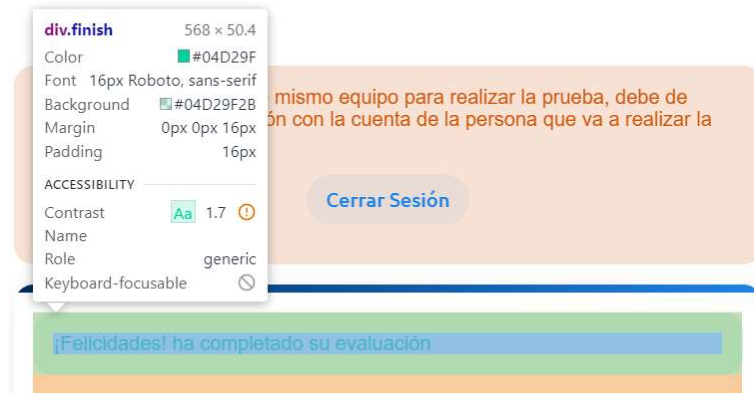 div.finish 568 × 50.4
Color #04D29F
Font 16px Roboto, sans-serif
Background #04D29F2B
Margin 0px 0px 16px
Padding 16px
ACCESSIBILITY
Contrast Aa 1.7
Name
Role generic
Keyboard-focusable
mismo equipo para realizar la prueba, debe de
ón con la cuenta de la persona que va a realizar la
Cerrar Sesión
¡Felicidades! ha completado su evaluación